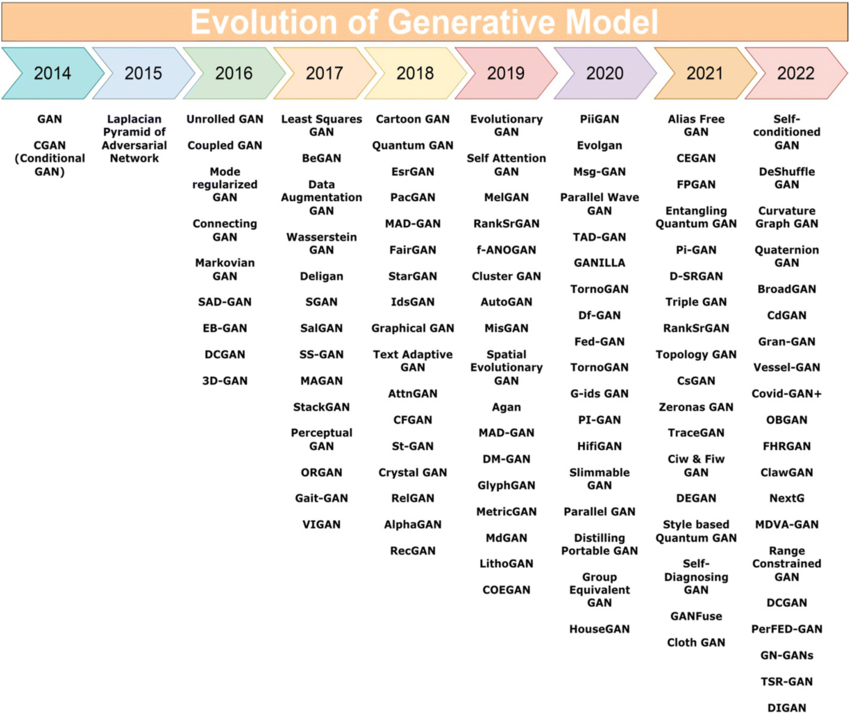 Evolution of Generative Model
2014
2015
2016
2017
2018
2019
2020
2021
2022
GAN
CGAN
(Conditional
GAN)
Laplacian
Pyramid of
Adversarial
Network
Unrolled GAN
Coupled GAN
Mode
regularized
GAN
Connecting
GAN
Markovian
GAN
SAD-GAN
EB-GAN
DCGAN
3D-GAN
Least Squares
GAN
BeGAN
Data
Augmentation
GAN
Wasserstein
GAN
Deligan
SGAN
SalGAN
SS-GAN
MAGAN
StackGAN
Perceptual
GAN
ORGAN
Gait-GAN
VIGAN
Cartoon GAN
Quantum GAN
EsrGAN
PacGAN
MAD-GAN
FairGAN
StarGAN
IdsGAN
Graphical GAN
Text Adaptive
GAN
AttnGAN
CFGAN
St-GAN
Crystal GAN
RelGAN
AlphaGAN
RecGAN
Evolutionary
GAN
Self Attention
GAN
MelGAN
RankSrGAN
f-ANOGAN
Cluster GAN
AutoGAN
MisGAN
Spatial
Evolutionary
GAN
Agan
MAD-GAN
DM-GAN
GlyphGAN
MetricGAN
MdGAN
LithoGAN
COEGAN
PiiGAN
Evolgan
Msg-GAN
Parallel Wave
GAN
TAD-GAN
GANILLA
TornoGAN
Df-GAN
Fed-GAN
TornoGAN
G-ids GAN
PI-GAN
HifiGAN
Slimmable
GAN
Parallel GAN
Distilling
Portable GAN
Group
Equivalent
GAN
HouseGAN
Alias Free
GAN
CEGAN
FPGAN
Entangling
Quantum GAN
Pi-GAN
D-SRGAN
Triple GAN
RankSrGAN
Topology GAN
CsGAN
Zeronas GAN
TraceGAN
Ciw & Fiw
GAN
DEGAN
Style based
Quantum GAN
Self-
Diagnosing
GAN
GANFuse
Cloth GAN
Self-
conditioned
GAN
DeShuffle
GAN
Curvature
Graph GAN
Quaternion
GAN
BroadGAN
CdGAN
Gran-GAN
Vessel-GAN
Covid-GAN+
OBGAN
FHRGAN
ClawGAN
NextG
MDVA-GAN
Range
Constrained
GAN
DCGAN
PerFED-GAN
GN-GANs
TSR-GAN
DIGAN